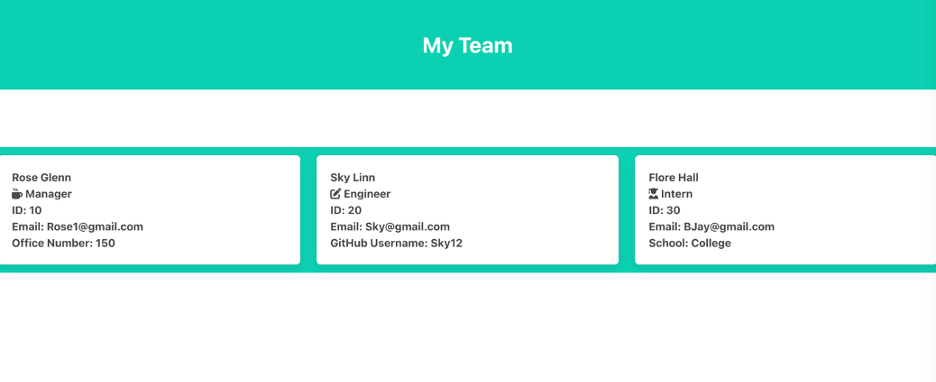 My Team
Rose Glenn
Manager
ID: 10
Email: Rose1@gmail.com
Office Number: 150
Sky Linn
Engineer
ID: 20
Email: Sky@gmail.com
GitHub Username: Sky12
Flore Hall
Intern
ID: 30
Email: BJay@gmail.com
School: College